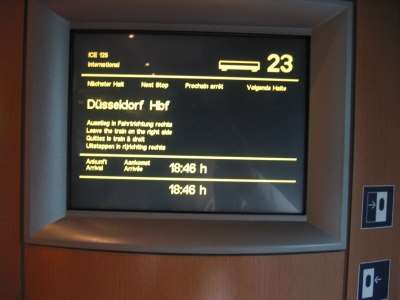 ICE 126
International
23
Nächster Halt Next Stop Prochain arrêt Volgende Halte
Düsseldorf Hbf
Ausstieg in Fahrtrichtung rechts
Leave the train on the right side
Quittez le train à droit
Uitstappen in rijrichting rechts
Ankunft Aankomst
Arrival Arrivée
18:46 h
18:46 h